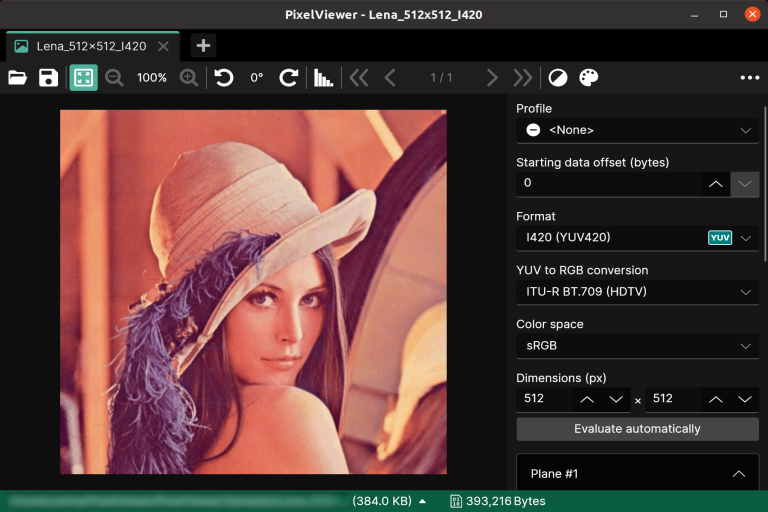 PixelViewer - Lena_512x512_I420
Lena_512×512_I420
100%
0°
1 / 1
Profile
<None>
Starting data offset (bytes)
0
Format
I420 (YUV420)
YUV
YUV to RGB conversion
ITU-R BT.709 (HDTV)
Color space
sRGB
Dimensions (px)
512 × 512
Evaluate automatically
Plane #1
(384.0 KB)
393,216 Bytes